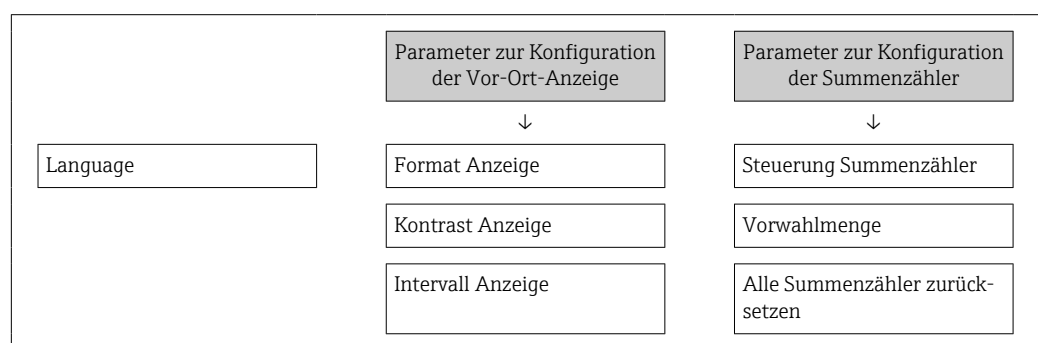 Parameter zur Konfiguration
der Vor-Ort-Anzeige
Parameter zur Konfiguration
der Summenzähler
↓
↓
Language
Format Anzeige
Steuerung Summenzähler
Kontrast Anzeige
Vorwahlmenge
Intervall Anzeige
Alle Summenzähler zurück-
setzen